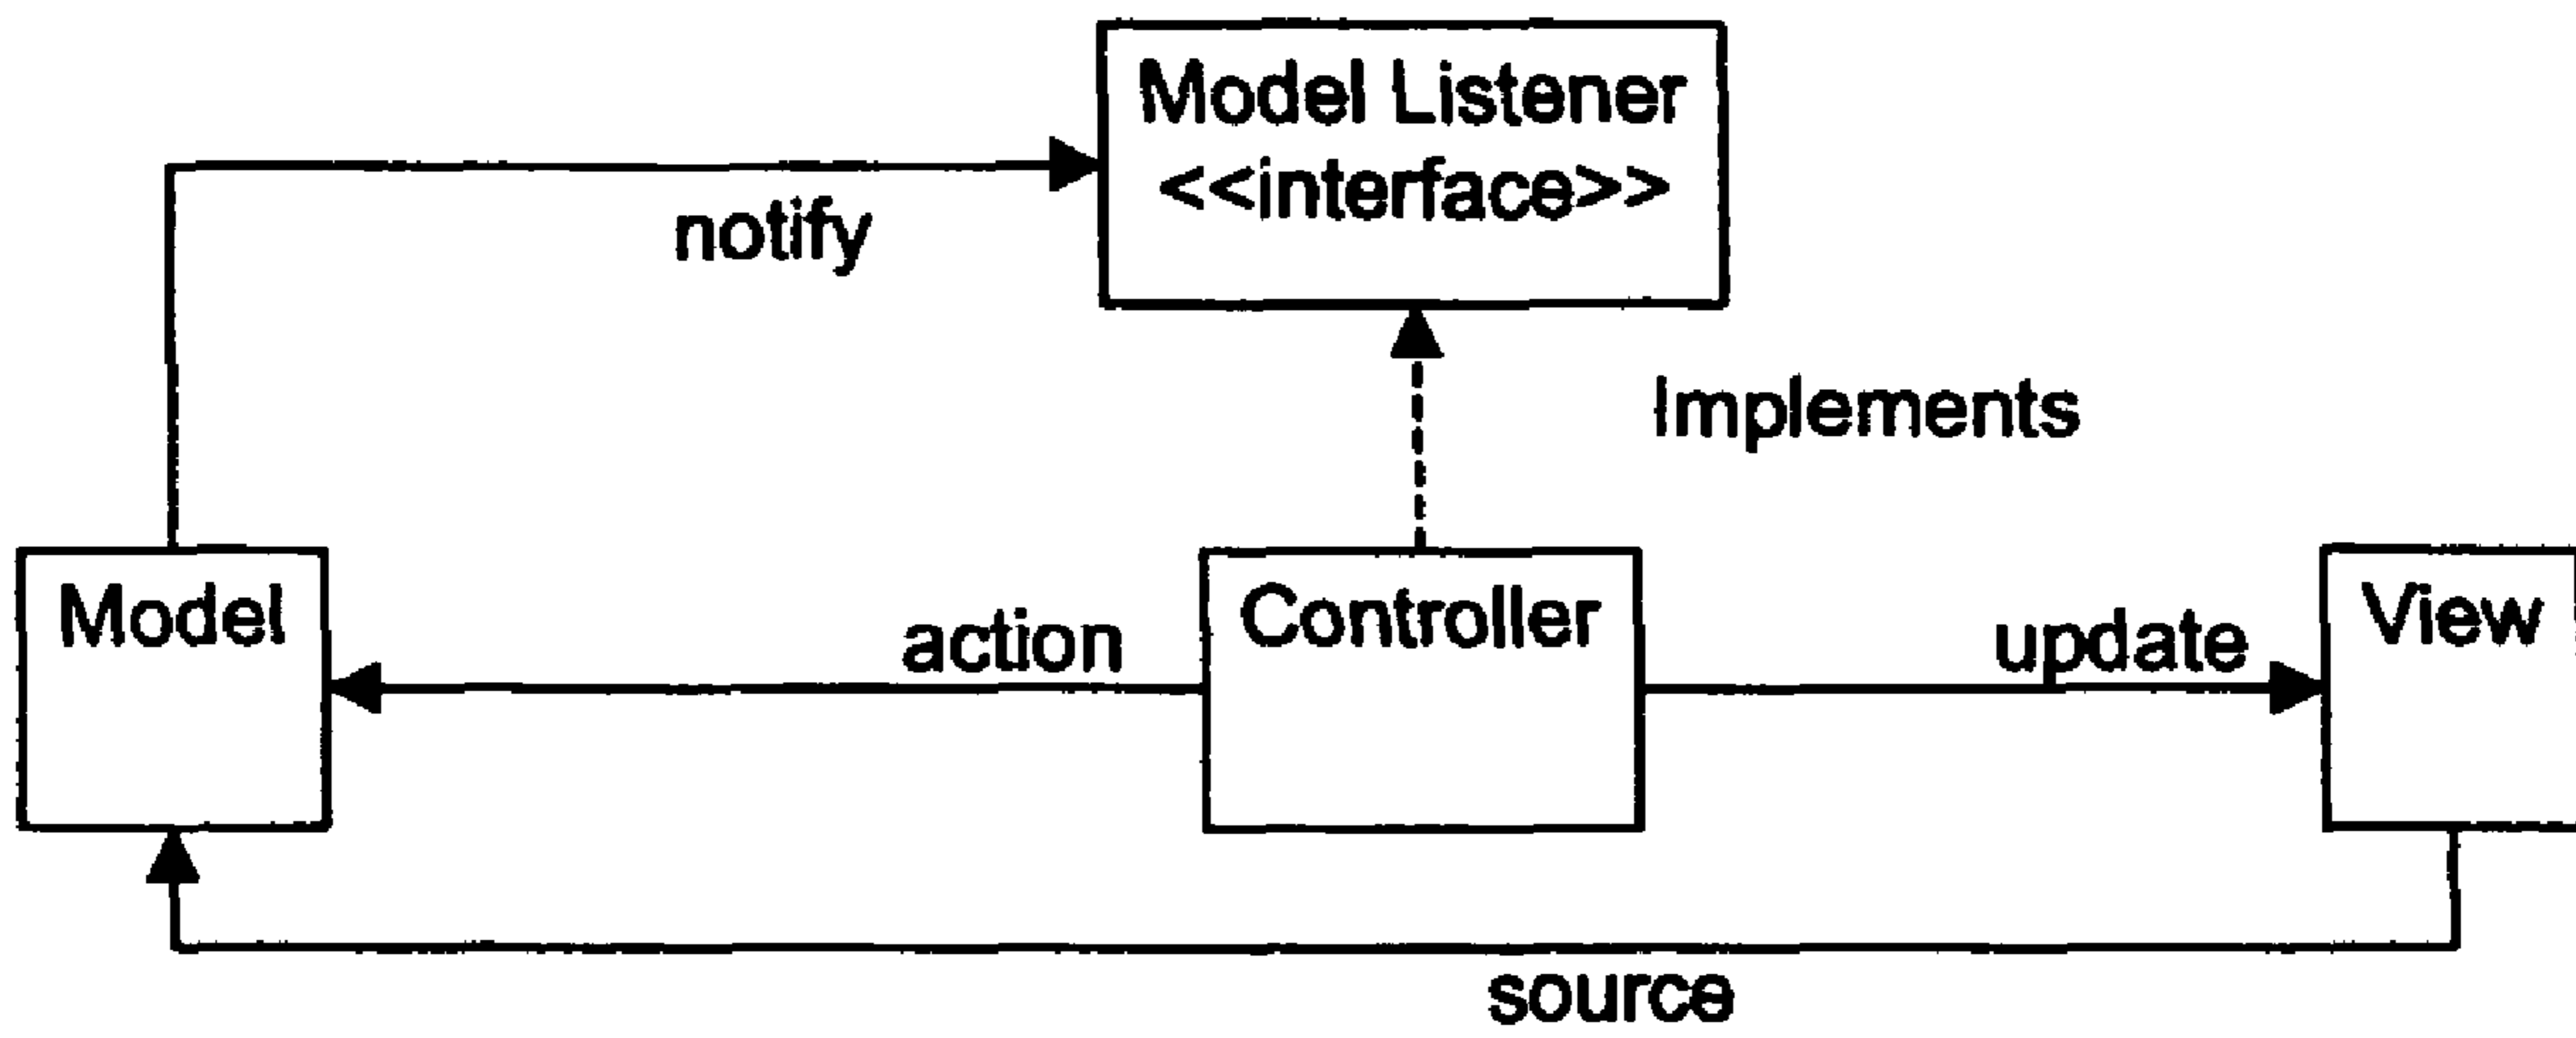 Model Listener
<<interface>>
notify
Implements
Model
action
Controller
update
View
source